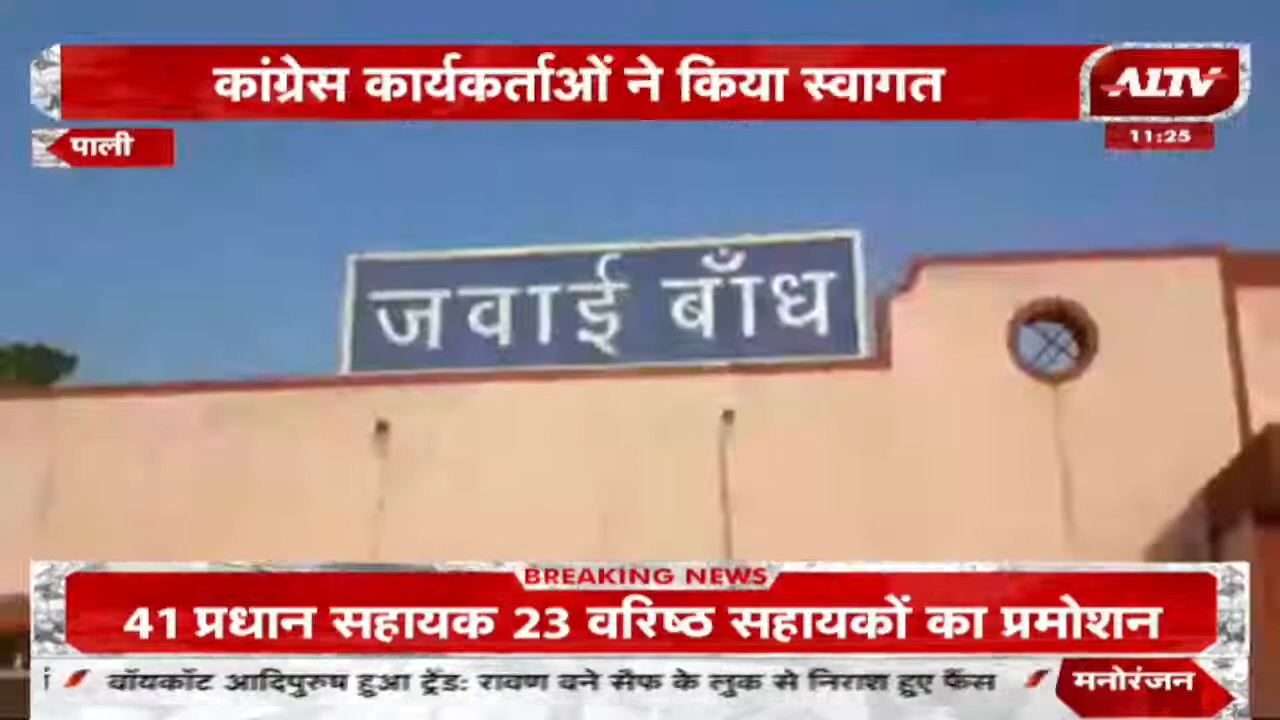 कांग्रेस कार्यकर्ताओं ने किया स्वागत
A1TV
पाली
11:25
जवाई बाँध
BREAKING NEWS
41 प्रधान सहायक 23 वरिष्ठ सहायकों का प्रमोशन
बॉयकॉट आदिपुरुष हुआ ट्रेंड: रावण बने सैफ के लुक से निराश हुए फैंस
मनोरंजन